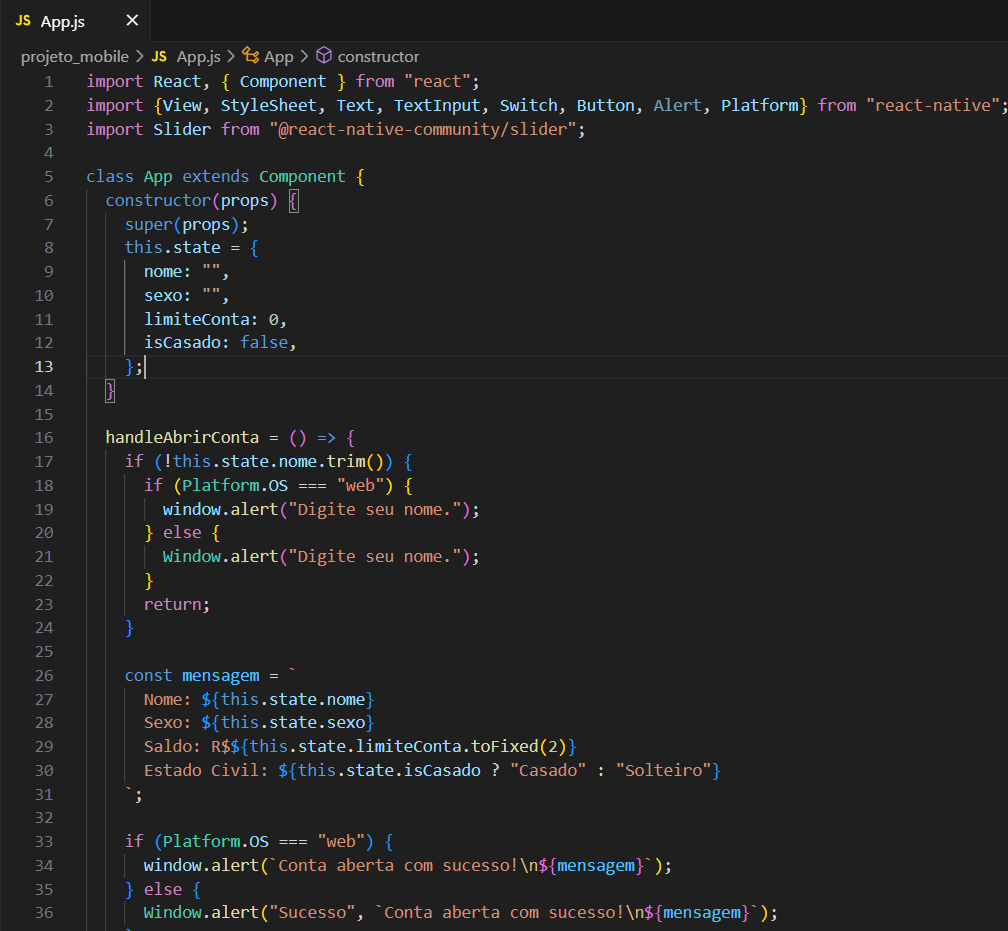 JS App.js ×
projeto_mobile > JS App.js > App > constructor
1 import React, { Component } from "react";
2 import {View, StyleSheet, Text, TextInput, Switch, Button, Alert, Platform} from "react-native";
3 import Slider from "@react-native-community/slider";
4
5 class App extends Component {
6   constructor(props) {
7     super(props);
8     this.state = {
9       nome: "",
10       sexo: "",
11       limiteConta: 0,
12       isCasado: false,
13     };
14   }
15
16   handleAbrirConta = () => {
17     if (!this.state.nome.trim()) {
18       if (Platform.OS === "web") {
19         window.alert("Digite seu nome.");
20       } else {
21         Window.alert("Digite seu nome.");
22       }
23       return;
24     }
25
26     const mensagem = `
27       Nome: ${this.state.nome}
28       Sexo: ${this.state.sexo}
29       Saldo: R$${this.state.limiteConta.toFixed(2)}
30       Estado Civil: ${this.state.isCasado ? "Casado" : "Solteiro"}
31     `;
32
33     if (Platform.OS === "web") {
34       window.alert(`Conta aberta com sucesso!\n${mensagem}`);
35     } else {
36       Window.alert("Sucesso", `Conta aberta com sucesso!\n${mensagem}`);